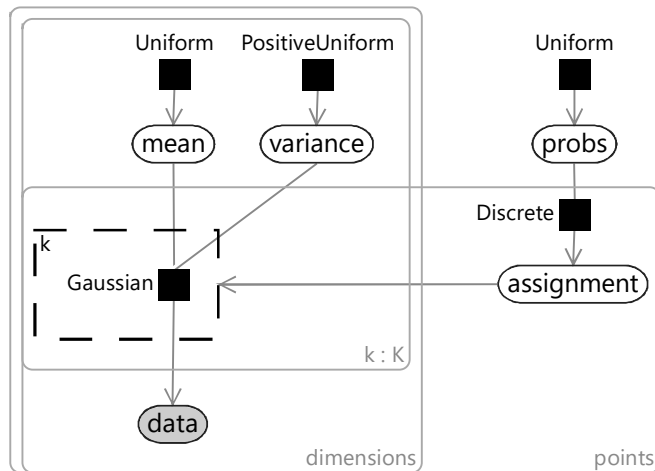 Uniform
PositiveUniform
Uniform
mean
variance
probs
Discrete
k
Gaussian
assignment
k : K
data
dimensions
points